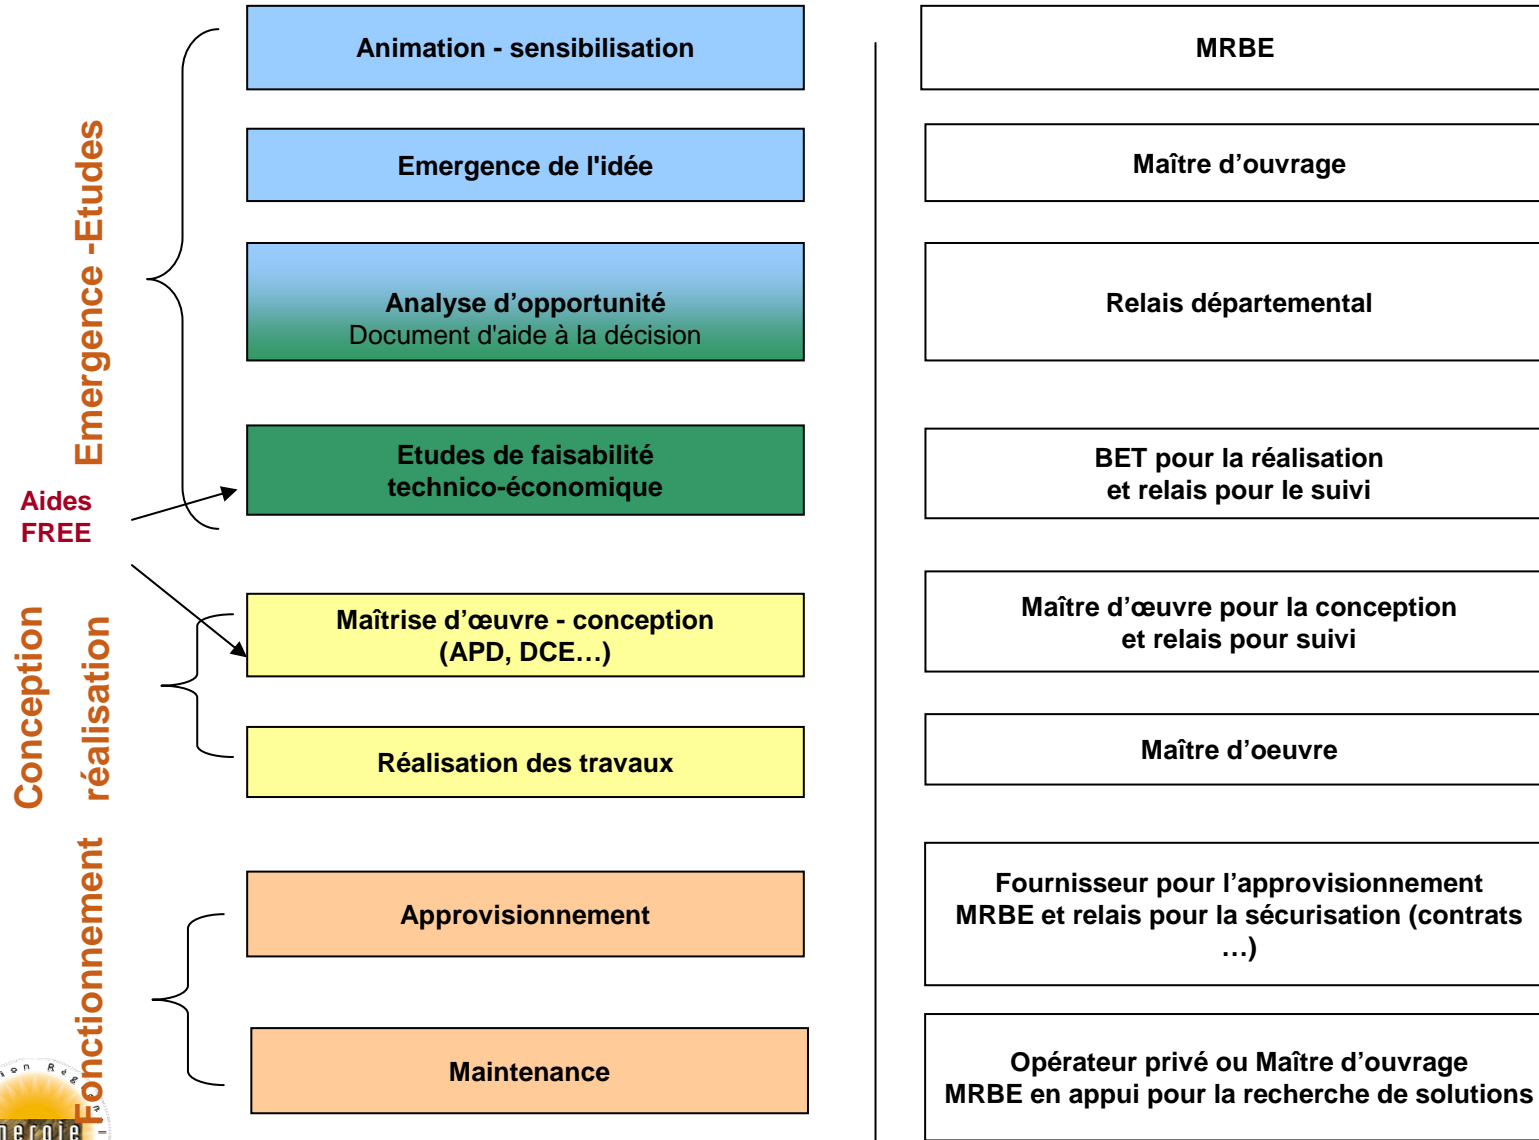 Emergence -Etudes
Animation - sensibilisation
MRBE
Emergence de l'idée
Maître d’ouvrage
Analyse d’opportunité
Document d'aide à la décision
Relais départemental
Etudes de faisabilité
technico-économique
BET pour la réalisation
et relais pour le suivi
Aides
FREE
Conception
réalisation
Maîtrise d’œuvre - conception
(APD, DCE…)
Maître d’œuvre pour la conception
et relais pour suivi
Réalisation des travaux
Maître d’oeuvre
Fonctionnement
Approvisionnement
Fournisseur pour l’approvisionnement
MRBE et relais pour la sécurisation (contrats
…)
Maintenance
Opérateur privé ou Maître d’ouvrage
MRBE en appui pour la recherche de solutions